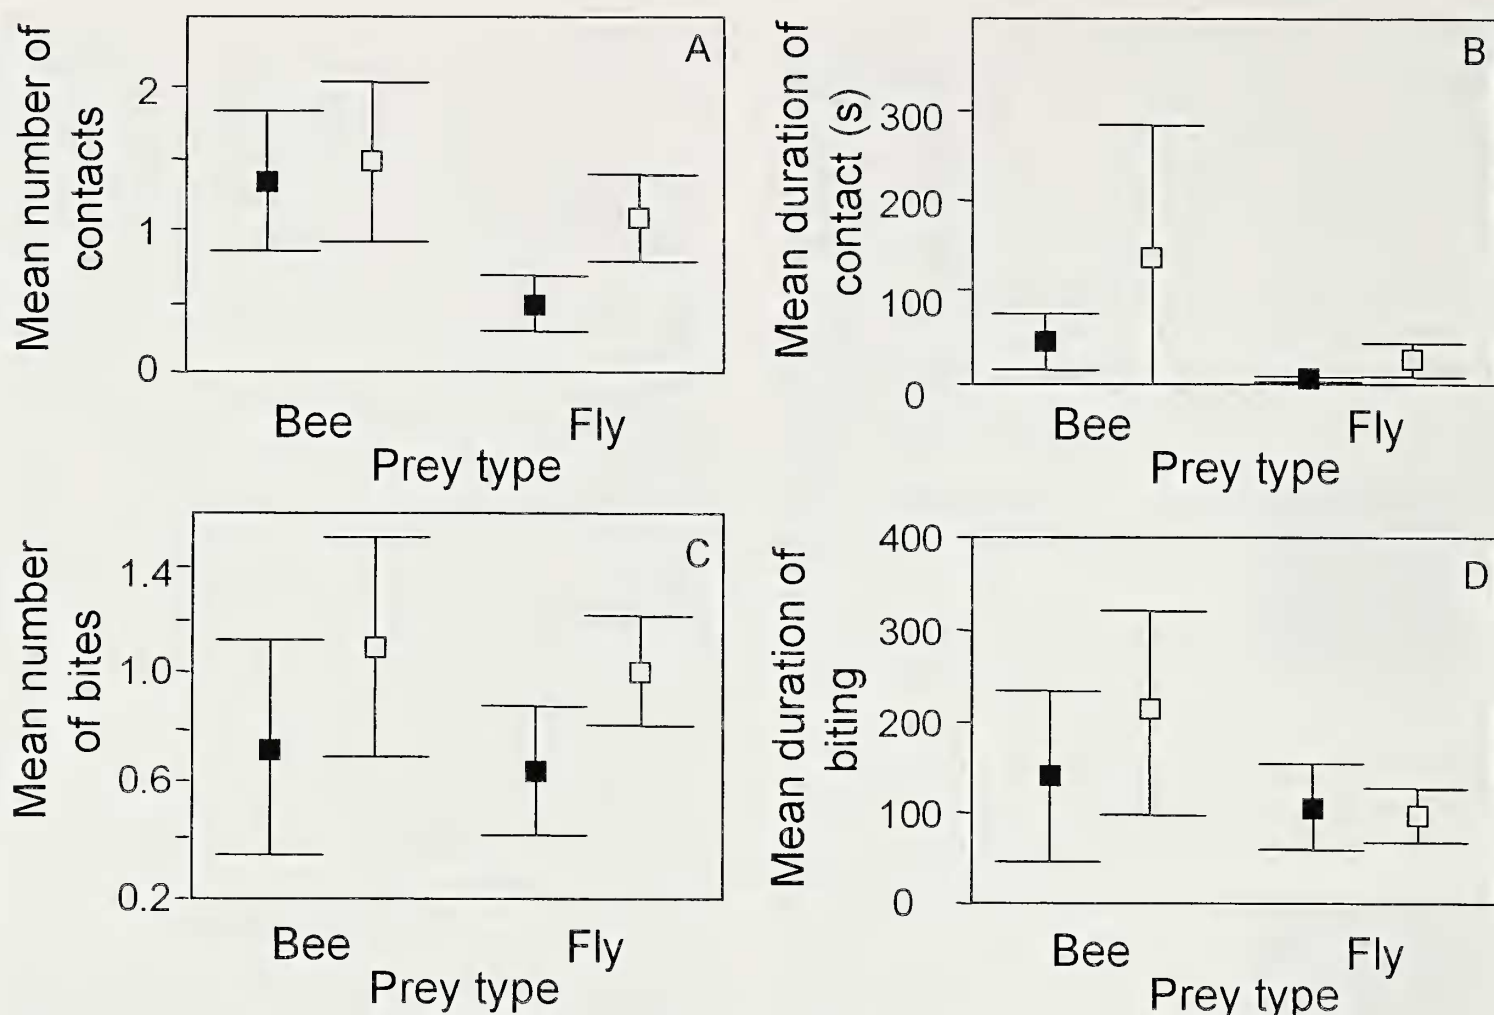 Mean number of
contacts
A
2
1
0
Bee
Fly
Prey type
Mean duration of
contact (s)
B
300
200
100
0
Bee
Fly
Prey type
Mean number
of bites
C
1.4
1.0
0.6
0.2
Bee
Fly
Prey type
Mean duration of
biting
D
400
300
200
100
0
Bee
Fly
Prey type